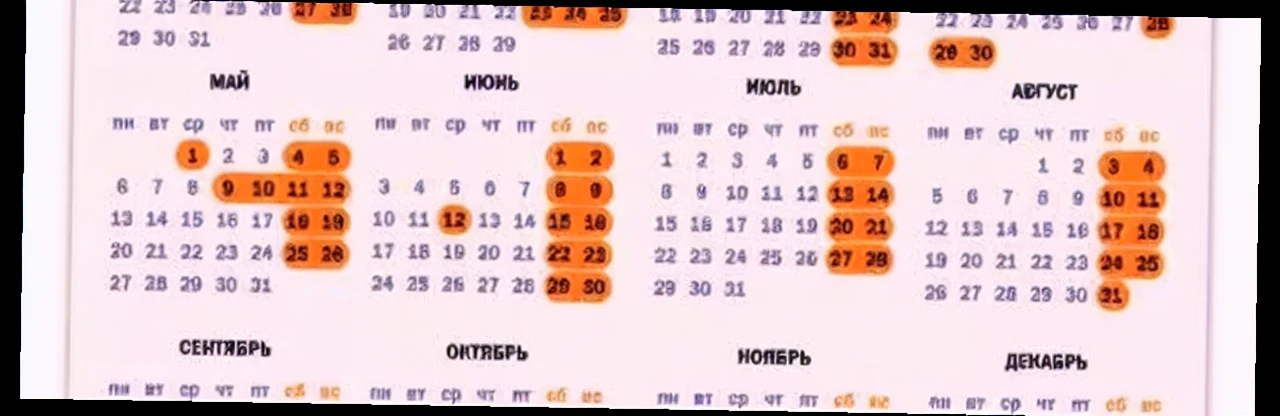 22 23 24 25 26 27 28 19 20 21 22 23 24 25 18 19 20 21 22 23 24 22 23 24 25 26 27 28
29 30 31 26 27 28 29 25 26 27 28 29 30 31 29 30
МАЙ ИЮНЬ ИЮЛЬ АВГУСТ
пн вт ср чт пт сб вс пн вт ср чт пт сб вс пн вт ср чт пт сб вс пн вт ср чт пт сб вс
1 2 3 4 5 1 2 1 2 3 4 5 6 7 1 2 3 4
6 7 8 9 10 11 12 3 4 5 6 7 8 9 8 9 10 11 12 13 14 5 6 7 8 9 10 11
13 14 15 16 17 18 19 10 11 12 13 14 15 16 15 16 17 18 19 20 21 12 13 14 15 16 17 18
20 21 22 23 24 25 26 17 18 19 20 21 22 23 22 23 24 25 26 27 28 19 20 21 22 23 24 25
27 28 29 30 31 24 25 26 27 28 29 30 29 30 31 26 27 28 29 30 31
СЕНТЯБРЬ ОКТЯБРЬ НОЯБРЬ ДЕКАБРЬ
пн вт ср чт пт сб вс пн вт ср чт пт сб вс пн вт ср чт пт сб вс пн вт ср чт пт сб вс